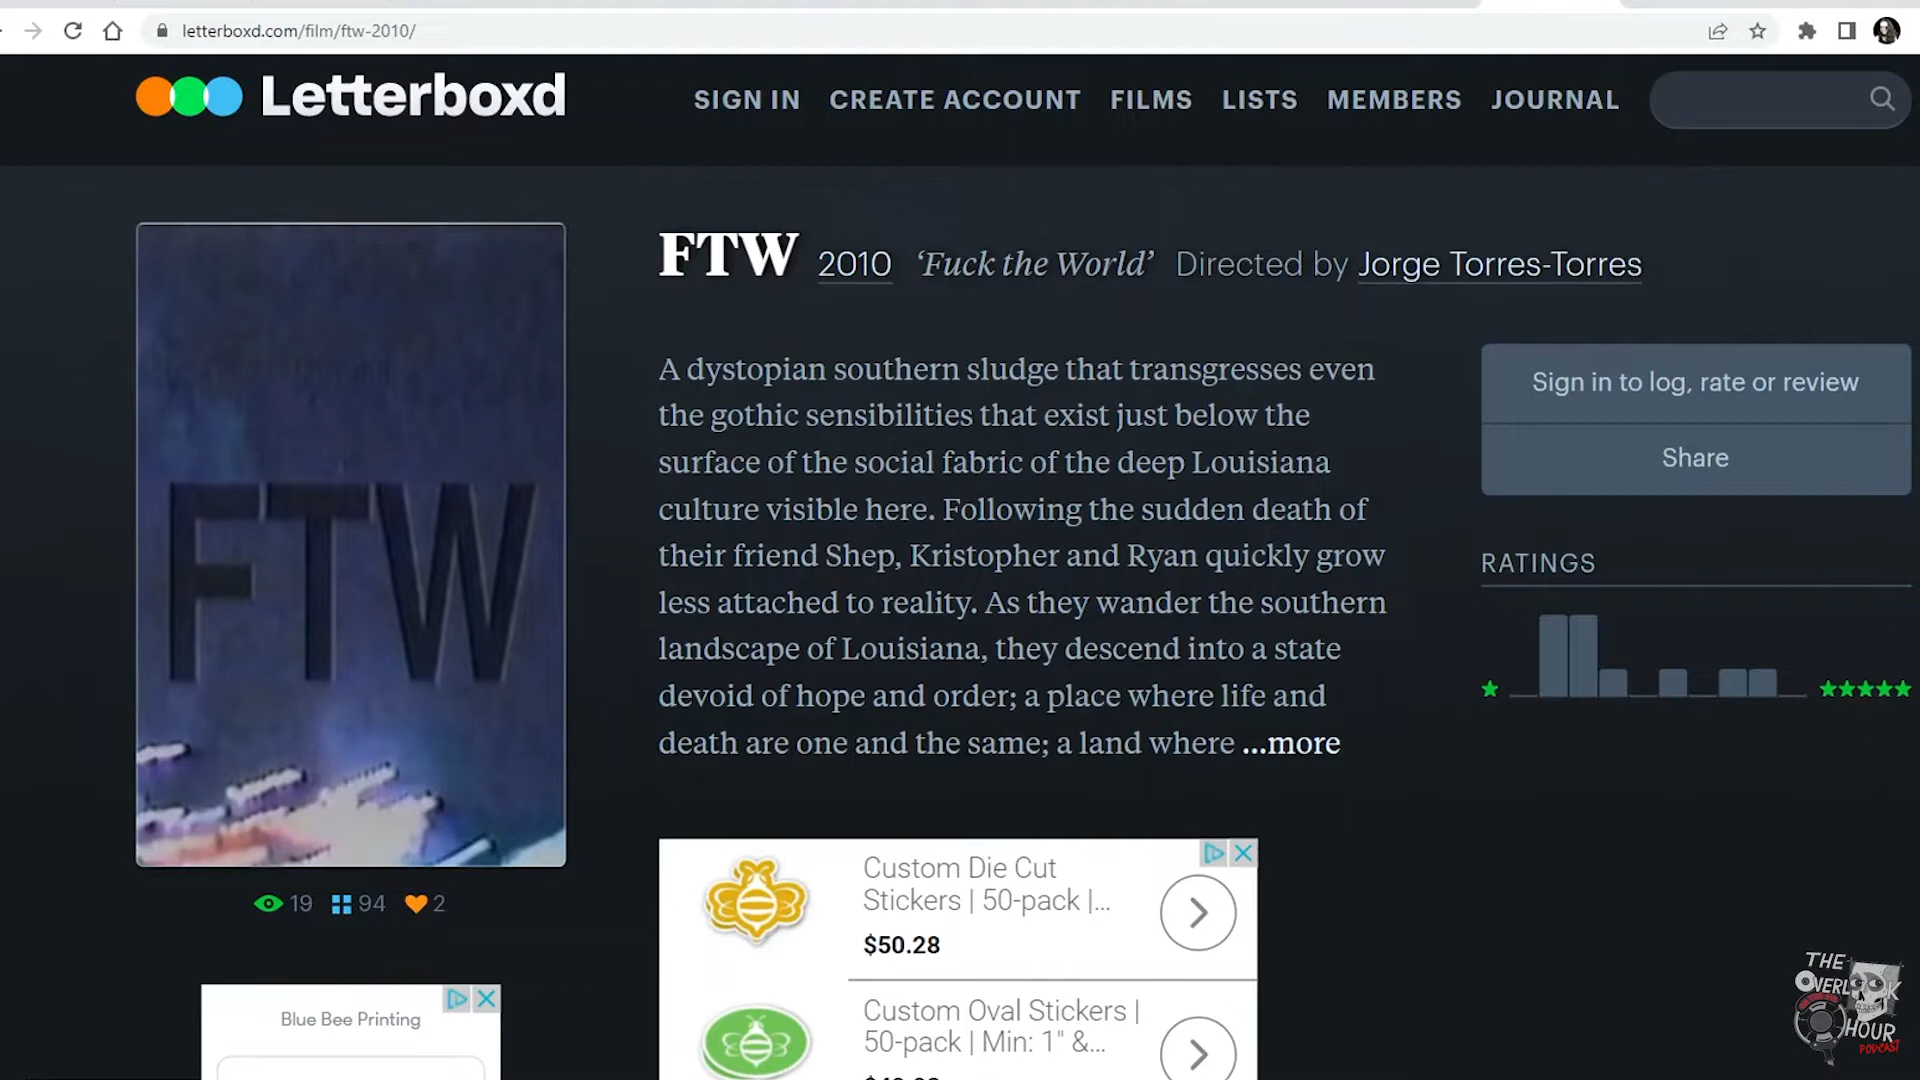 letterboxd.com/film/ftw-2010/
Letterboxd
SIGN IN CREATE ACCOUNT FILMS LISTS MEMBERS JOURNAL
FTW 2010 ‘Fuck the World’ Directed by Jorge Torres-Torres
FTW
A dystopian southern sludge that transgresses even
the gothic sensibilities that exist just below the
surface of the social fabric of the deep Louisiana
culture visible here. Following the sudden death of
their friend Shep, Kristopher and Ryan quickly grow
less attached to reality. As they wander the southern
landscape of Louisiana, they descend into a state
devoid of hope and order; a place where life and
death are one and the same; a land where ...more
Sign in to log, rate or review
Share
RATINGS
19 94 2
Custom Die Cut
Stickers | 50-pack |...
$50.28
Custom Oval Stickers |
50-pack | Min: 1" &...
Blue Bee Printing
THE
OVERLOOK
HOUR
PODCAST